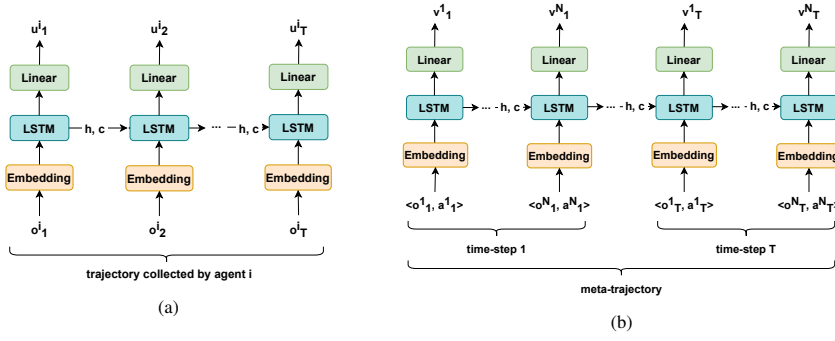 u^i_1 u^i_2 u^i_T
Linear Linear Linear
LSTM h, c LSTM ... h, c LSTM
Embedding Embedding Embedding
o^i_1 o^i_2 o^i_T
trajectory collected by agent i
(a)
v^1_1 v^N_1 v^1_T v^N_T
Linear Linear Linear Linear
LSTM ... h, c LSTM ... h, c LSTM ... h, c LSTM
Embedding Embedding Embedding Embedding
<o^1_1, a^1_1> <o^N_1, a^N_1> <o^1_T, a^1_T> <o^N_T, a^N_T>
time-step 1 time-step T
meta-trajectory
(b)